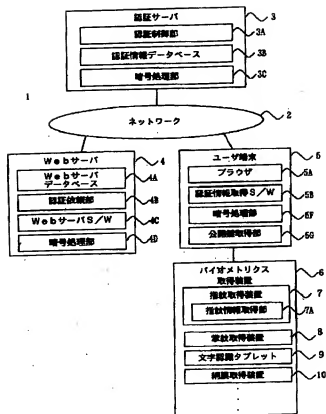 認証サーバ
3
認証制御部
3A
認証情報データベース
3B
暗号処理部
3C
1
ネットワーク
2
Webサーバ
4
Webサーバ
データベース
4A
認証依頼部
4B
WebサーバS/W
4C
暗号処理部
4D
ユーザ端末
5
ブラウザ
5A
認証情報取得S/W
5B
暗号処理部
5F
公開鍵取得部
5G
バイオメトリクス
取得装置
6
指紋取得装置
7
指紋情報取得部
7A
掌紋取得装置
8
文字認識タブレット
9
網膜取得装置
10